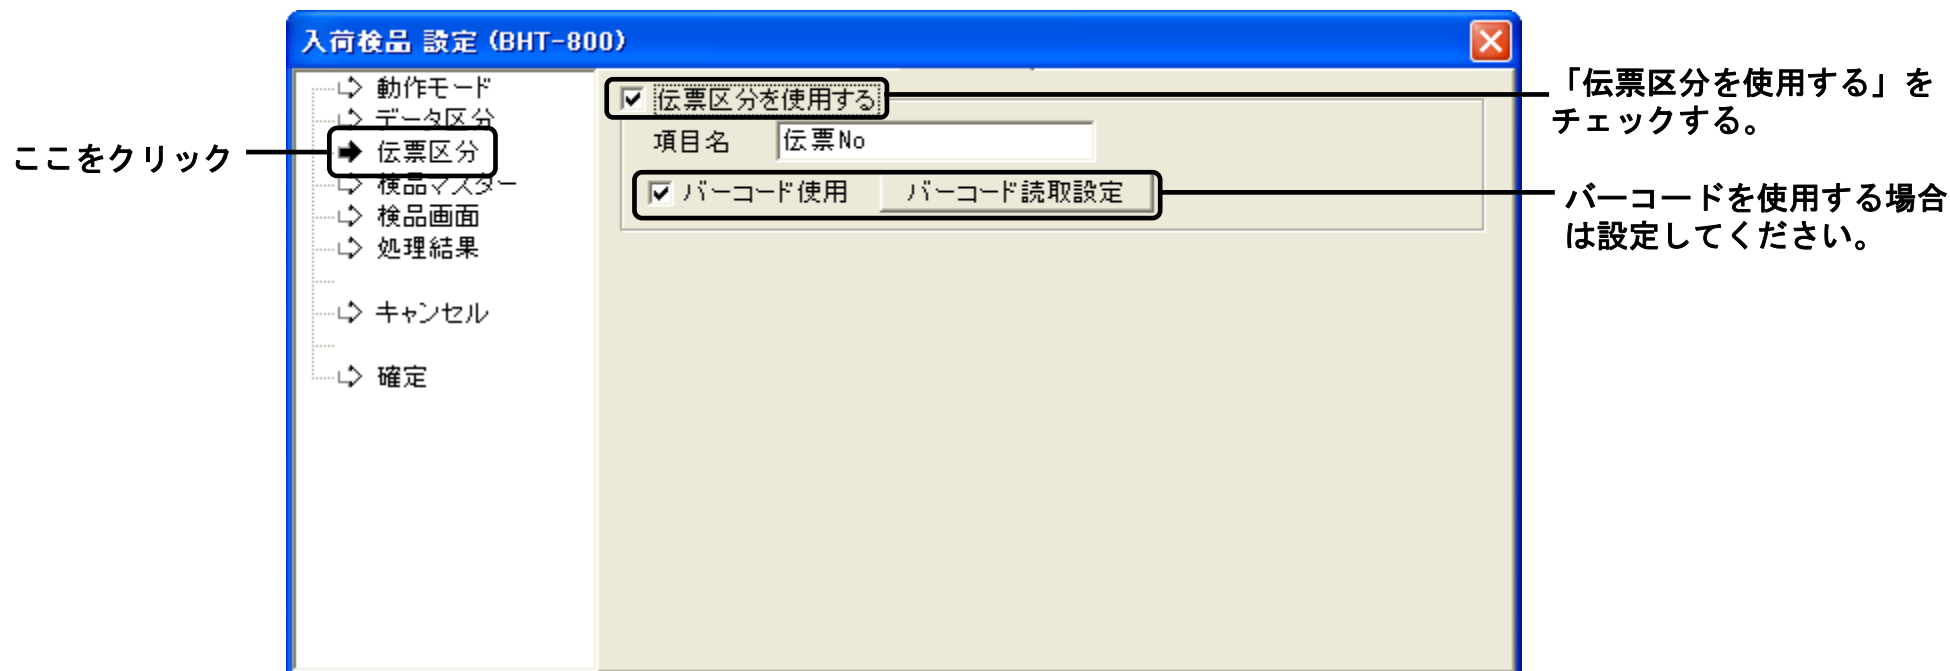 入荷検品 設定 (BHT-800)
動作モード
データ区分
伝票区分
検品マスター
検品画面
処理結果
キャンセル
確定
ここをクリック
伝票区分を使用する
項目名 伝票No
バーコード使用 バーコード読取設定
「伝票区分を使用する」を
チェックする。
バーコードを使用する場合
は設定してください。